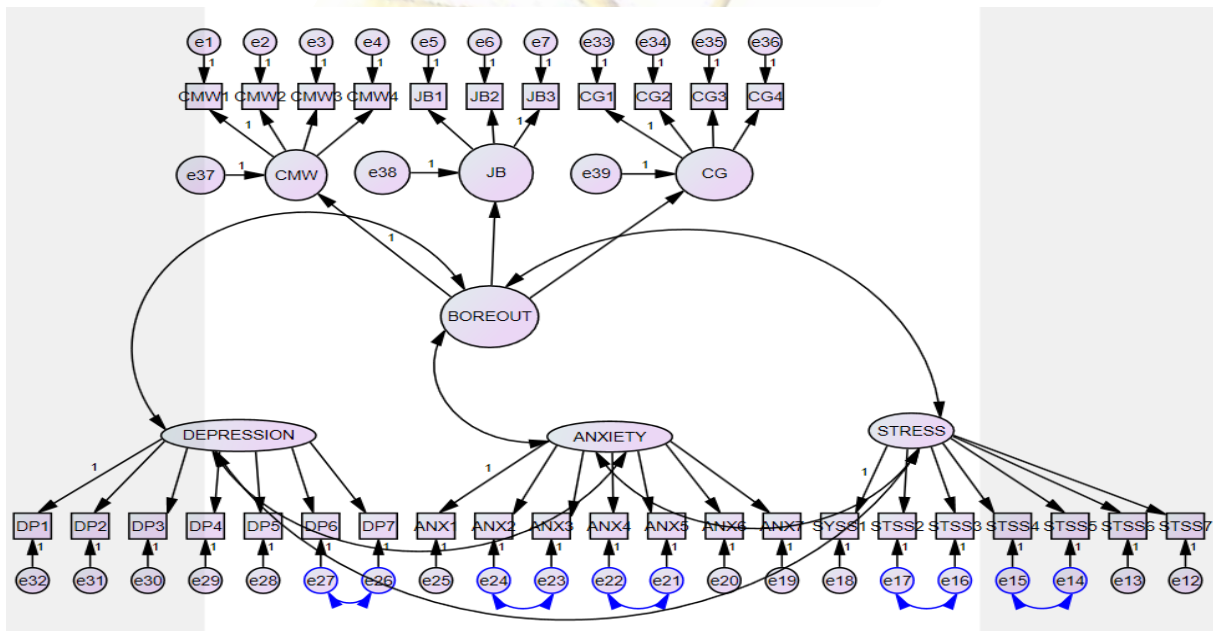 e1 e2 e3 e4 e5 e6 e7 e33 e34 e35 e36
1 1 1 1 1 1 1 1 1 1 1
CMW1 CMW2 CMW3 CMW4 JB1 JB2 JB3 CG1 CG2 CG3 CG4
1 1 1
e37 1 CMW e38 1 JB e39 1 CG
1
BOREOUT
DEPRESSION ANXIETY STRESS
1 1 1
DP1 DP2 DP3 DP4 DP5 DP6 DP7 ANX1 ANX2 ANX3 ANX4 ANX5 ANX6 ANX7 SYSS1 STSS2 STSS3 STSS4 STSS5 STSS6 STSS7
1 1 1 1 1 1 1 1 1 1 1 1 1 1 1 1 1 1 1 1 1
e32 e31 e30 e29 e28 e27 e26 e25 e24 e23 e22 e21 e20 e19 e18 e17 e16 e15 e14 e13 e12